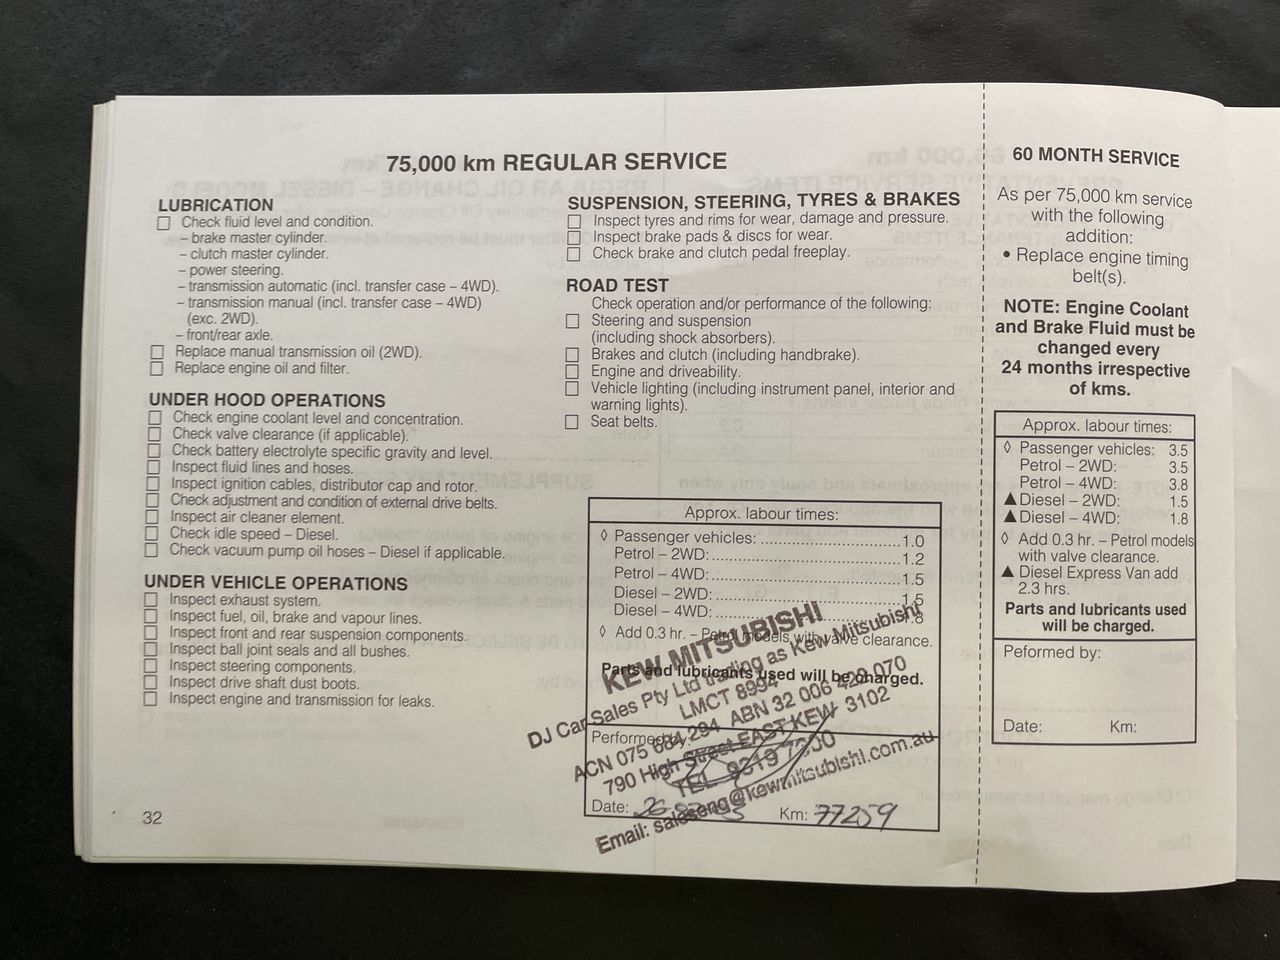 75,000 km REGULAR SERVICE
LUBRICATION
Check fluid level and condition.
– brake master cylinder.
– clutch master cylinder.
– power steering.
– transmission automatic (incl. transfer case – 4WD).
– transmission manual (incl. transfer case – 4WD)
(exc. 2WD).
– front/rear axle.
Replace manual transmission oil (2WD).
Replace engine oil and filter.
UNDER HOOD OPERATIONS
Check engine coolant level and concentration.
Check valve clearance (if applicable).
Check battery electrolyte specific gravity and level.
Inspect fluid lines and hoses.
Inspect ignition cables, distributor cap and rotor.
Check adjustment and condition of external drive belts.
Inspect air cleaner element.
Check idle speed – Diesel.
Check vacuum pump oil hoses – Diesel if applicable.
UNDER VEHICLE OPERATIONS
Inspect exhaust system.
Inspect fuel, oil, brake and vapour lines.
Inspect front and rear suspension components.
Inspect ball joint seals and all bushes.
Inspect steering components.
Inspect drive shaft dust boots.
Inspect engine and transmission for leaks.
32
SUSPENSION, STEERING, TYRES & BRAKES
Inspect tyres and rims for wear, damage and pressure.
Inspect brake pads & discs for wear.
Check brake and clutch pedal freeplay.
ROAD TEST
Check operation and/or performance of the following:
Steering and suspension
(including shock absorbers).
Brakes and clutch (including handbrake).
Engine and driveability.
Vehicle lighting (including instrument panel, interior and
warning lights).
Seat belts.
Approx. labour times:
◊ Passenger vehicles:..............................1.0
Petrol – 2WD:.......................................1.2
Petrol – 4WD:.......................................1.5
Diesel – 2WD:.......................................1.5
Diesel – 4WD:.......................................8
◊ Add 0.3 hr. – Petrol models with valve clearance.
Parts and lubricants used will be charged.
Performed by:
Date: 26
Km: 77259
KEW MITSUBISHI
DJ Car Sales Pty Ltd trading as Kew Mitsubishi
LMCT 8994
ACN 075 684 294 ABN 32 006 429 070
790 High Street EAST KEW 3102
TEL 9819 7600
Email: saleseng@kewmitsubishi.com.au
60 MONTH SERVICE
As per 75,000 km service
with the following
addition:
• Replace engine timing
belt(s).
NOTE: Engine Coolant
and Brake Fluid must be
changed every
24 months irrespective
of kms.
Approx. labour times:
◊ Passenger vehicles: 3.5
Petrol – 2WD: 3.5
Petrol – 4WD: 3.8
▲ Diesel – 2WD: 1.5
▲ Diesel – 4WD: 1.8
◊ Add 0.3 hr. – Petrol models
with valve clearance.
▲ Diesel Express Van add
2.3 hrs.
Parts and lubricants used
will be charged.
Peformed by:
Date: Km: